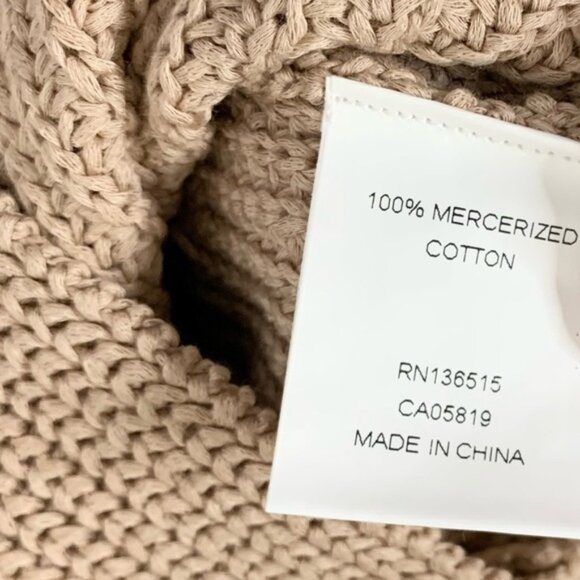 100% MERCERIZED
COTTON
RN136515
CA05819
MADE IN CHINA